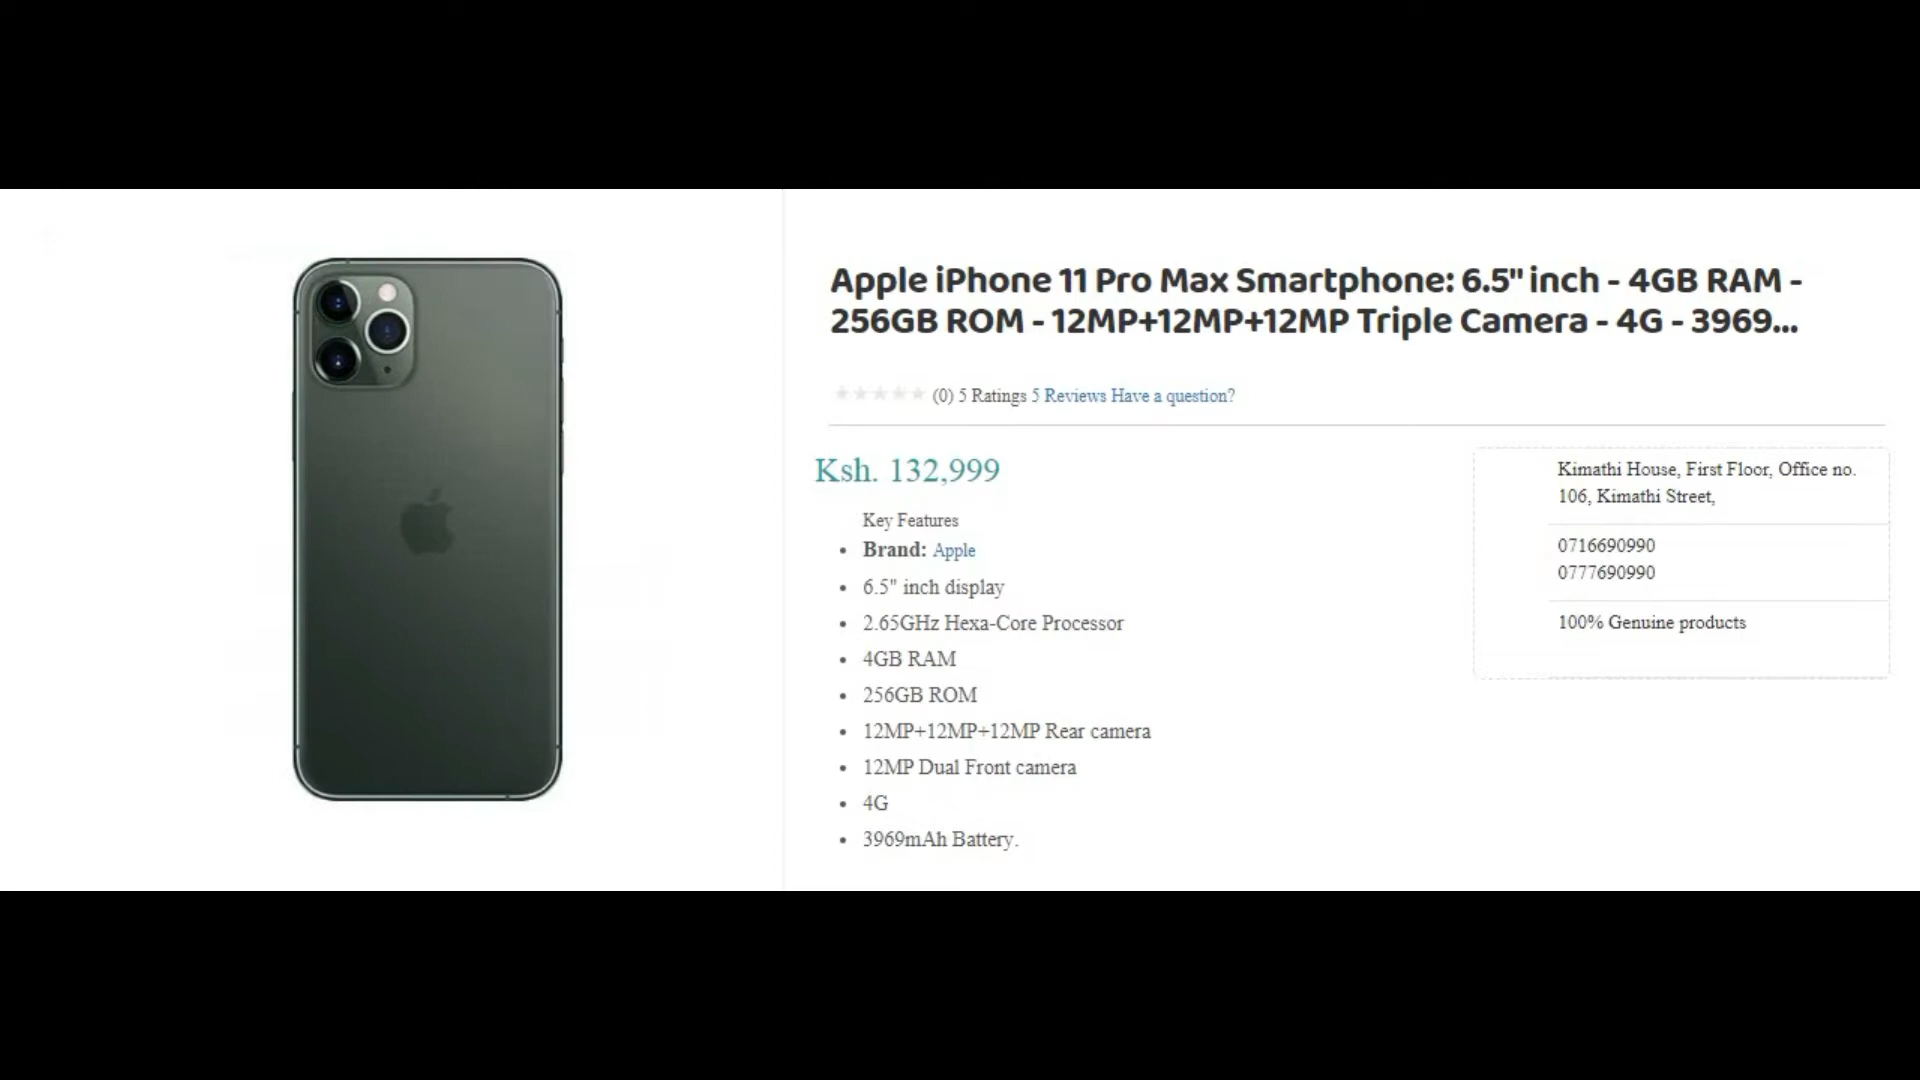 Apple iPhone 11 Pro Max Smartphone: 6.5" inch - 4GB RAM -
256GB ROM - 12MP+12MP+12MP Triple Camera - 4G - 3969...
(0) 5 Ratings 5 Reviews Have a question?
Ksh. 132,999
Key Features
• Brand: Apple
• 6.5" inch display
• 2.65GHz Hexa-Core Processor
• 4GB RAM
• 256GB ROM
• 12MP+12MP+12MP Rear camera
• 12MP Dual Front camera
• 4G
• 3969mAh Battery.
Kimathi House, First Floor, Office no.
106, Kimathi Street,
0716690990
0777690990
100% Genuine products